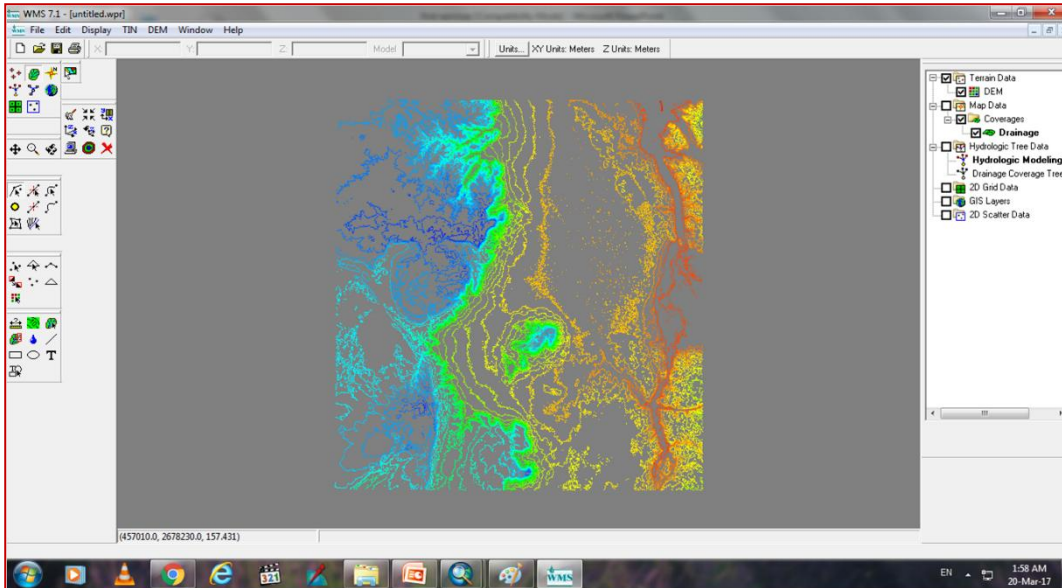 WMS 7.1 - [untitled.wpr]
File Edit Display TIN DEM Window Help
X: Y: Z: Model Units... XY Units: Meters Z Units: Meters
Terrain Data
DEM
Map Data
Coverages
Drainage
Hydrologic Tree Data
Hydrologic Modeling
Drainage Coverage Tree
2D Grid Data
GIS Layers
2D Scatter Data
(457010.0, 2678230.0, 157.431)
321
WMS
EN
1:58 AM
20-Mar-17